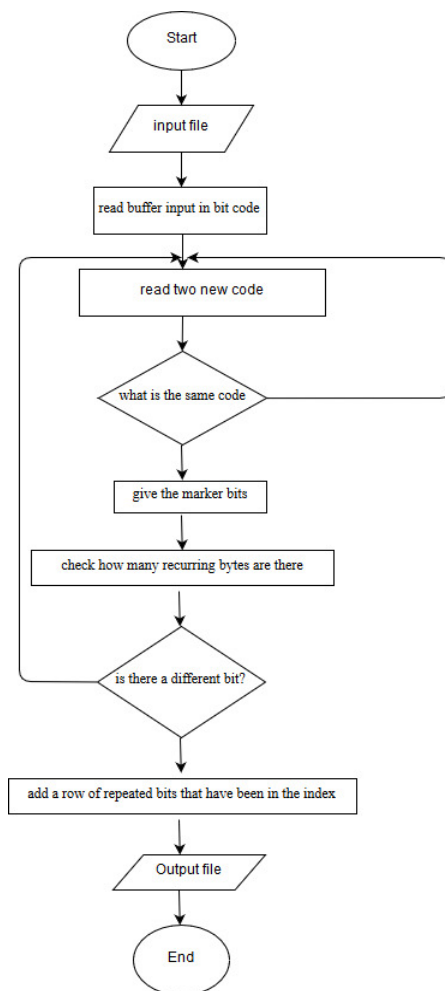 Start
input file
read buffer input in bit code
read two new code
what is the same code
give the marker bits
check how many recurring bytes are there
is there a different bit?
add a row of repeated bits that have been in the index
Output file
End